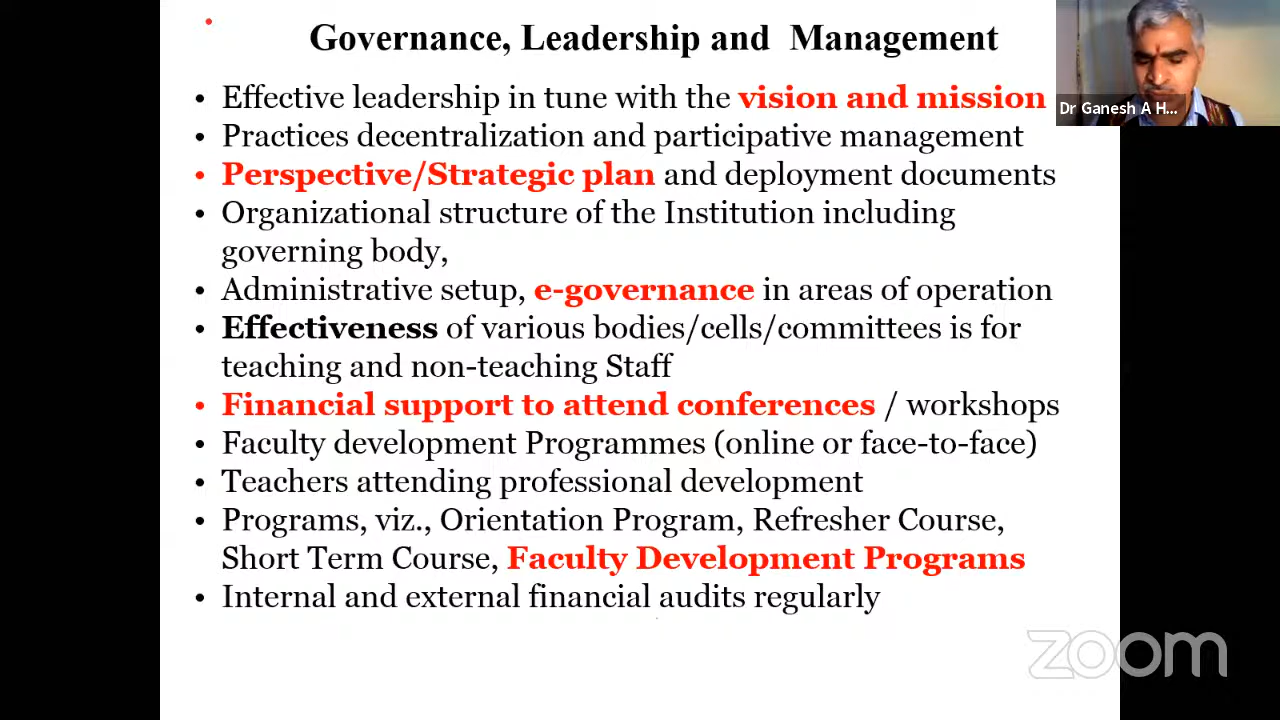 Governance, Leadership and Management
• Effective leadership in tune with the vision and mission
• Practices decentralization and participative management
• Perspective/Strategic plan and deployment documents
• Organizational structure of the Institution including
governing body,
• Administrative setup, e-governance in areas of operation
• Effectiveness of various bodies/cells/committees is for
teaching and non-teaching Staff
• Financial support to attend conferences / workshops
• Faculty development Programmes (online or face-to-face)
• Teachers attending professional development
• Programs, viz., Orientation Program, Refresher Course,
Short Term Course, Faculty Development Programs
• Internal and external financial audits regularly
Dr Ganesh A H...
zoom